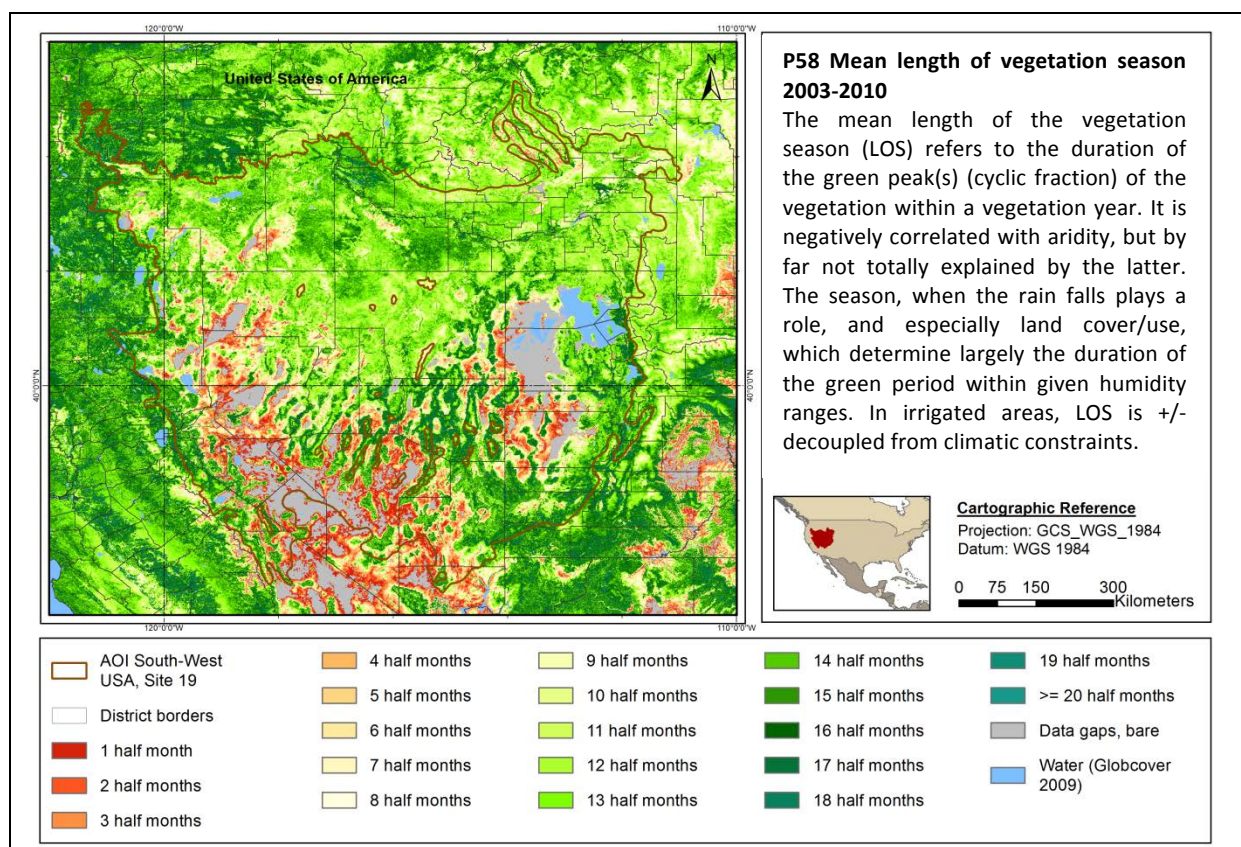 120°0'0"W
110°0'0"W
United States of America
N
40°0'0"N
40°0'0"N
120°0'0"W
110°0'0"W
P58 Mean length of vegetation season
2003-2010
The mean length of the vegetation
season (LOS) refers to the duration of
the green peak(s) (cyclic fraction) of the
vegetation within a vegetation year. It is
negatively correlated with aridity, but by
far not totally explained by the latter.
The season, when the rain falls plays a
role, and especially land cover/use,
which determine largely the duration of
the green period within given humidity
ranges. In irrigated areas, LOS is +/-
decoupled from climatic constraints.
Cartographic Reference
Projection: GCS_WGS_1984
Datum: WGS 1984
0 75 150 300
Kilometers
AOI South-West
USA, Site 19
District borders
1 half month
2 half months
3 half months
4 half months
5 half months
6 half months
7 half months
8 half months
9 half months
10 half months
11 half months
12 half months
13 half months
14 half months
15 half months
16 half months
17 half months
18 half months
19 half months
>= 20 half months
Data gaps, bare
Water (Globcover
2009)